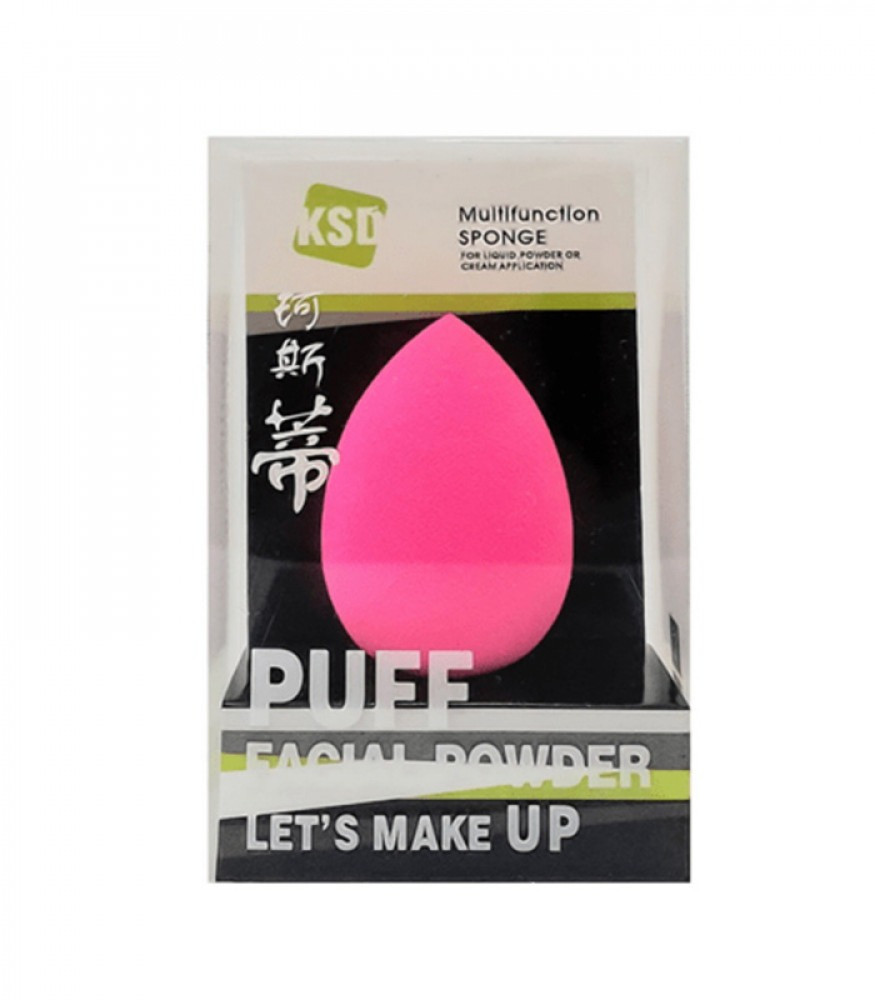 KSD
Multifunction
SPONGE
FOR LIQUID, POWDER OR
CREAM APPLICATION
珂
斯
蒂
PUFF
FACIAL POWDER
LET'S MAKE UP